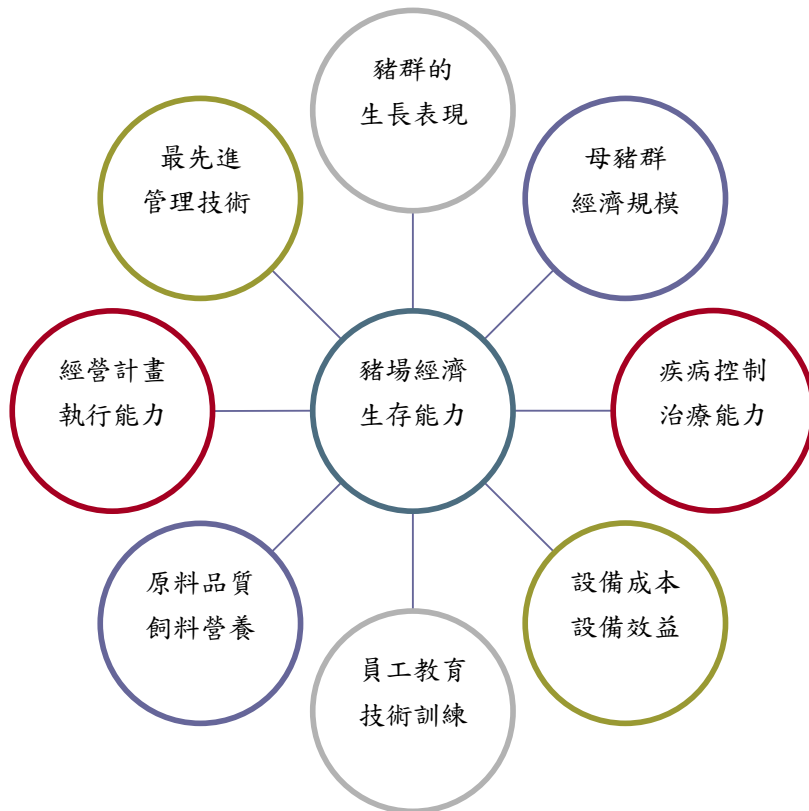 豬群的
生長表現
母豬群
經濟規模
疾病控制
治療能力
設備成本
設備效益
員工教育
技術訓練
原料品質
飼料營養
經營計畫
執行能力
最先進
管理技術
豬場經濟
生存能力